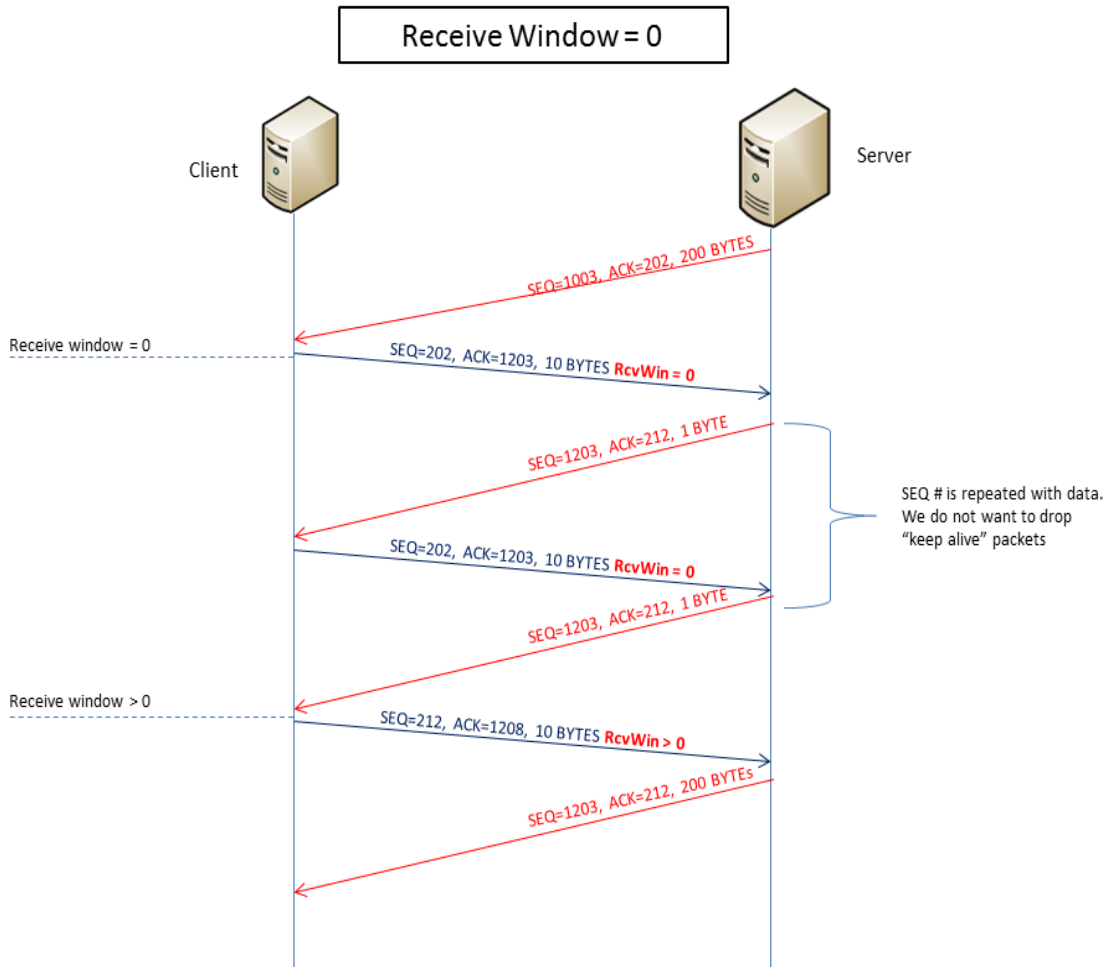 Receive Window = 0
Client
Server
SEQ=1003, ACK=202, 200 BYTES
Receive window = 0
SEQ=202, ACK=1203, 10 BYTES RcvWin = 0
SEQ=1203, ACK=212, 1 BYTE
SEQ # is repeated with data.
We do not want to drop
“keep alive” packets
SEQ=202, ACK=1203, 10 BYTES RcvWin = 0
SEQ=1203, ACK=212, 1 BYTE
Receive window > 0
SEQ=212, ACK=1208, 10 BYTES RcvWin > 0
SEQ=1203, ACK=212, 200 BYTEs